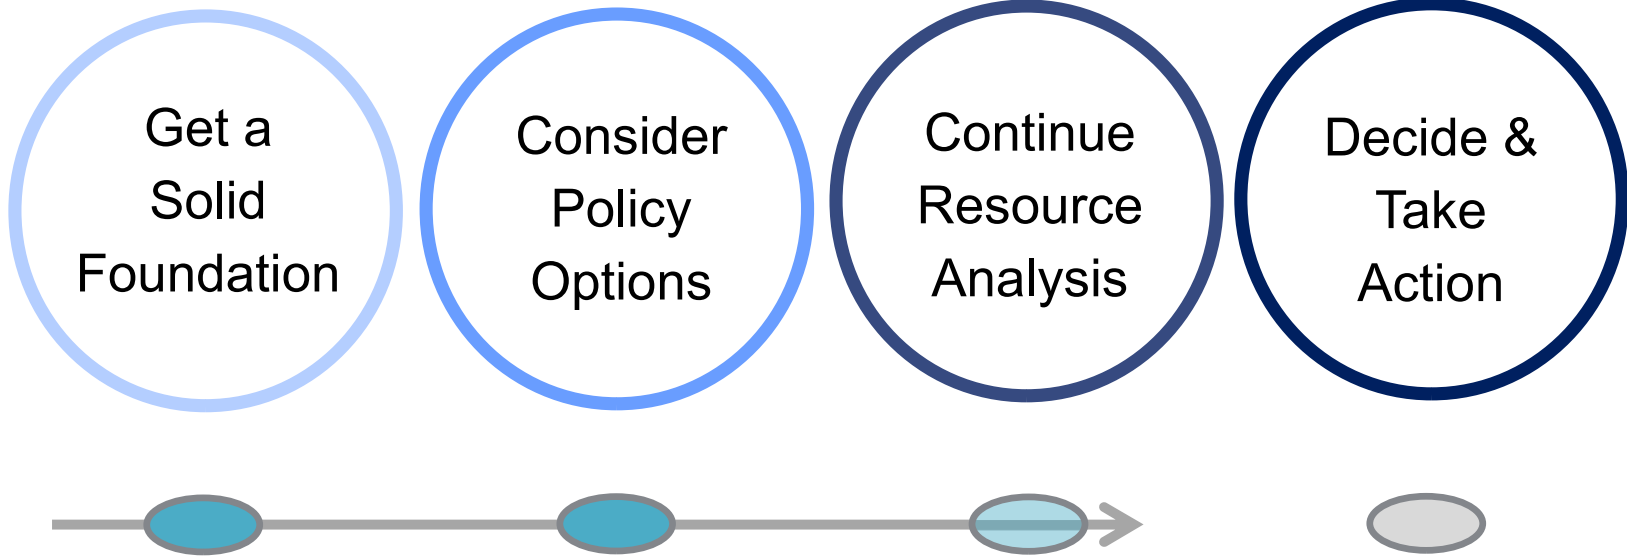 Get a
Solid
Foundation
Consider
Policy
Options
Continue
Resource
Analysis
Decide &
Take
Action